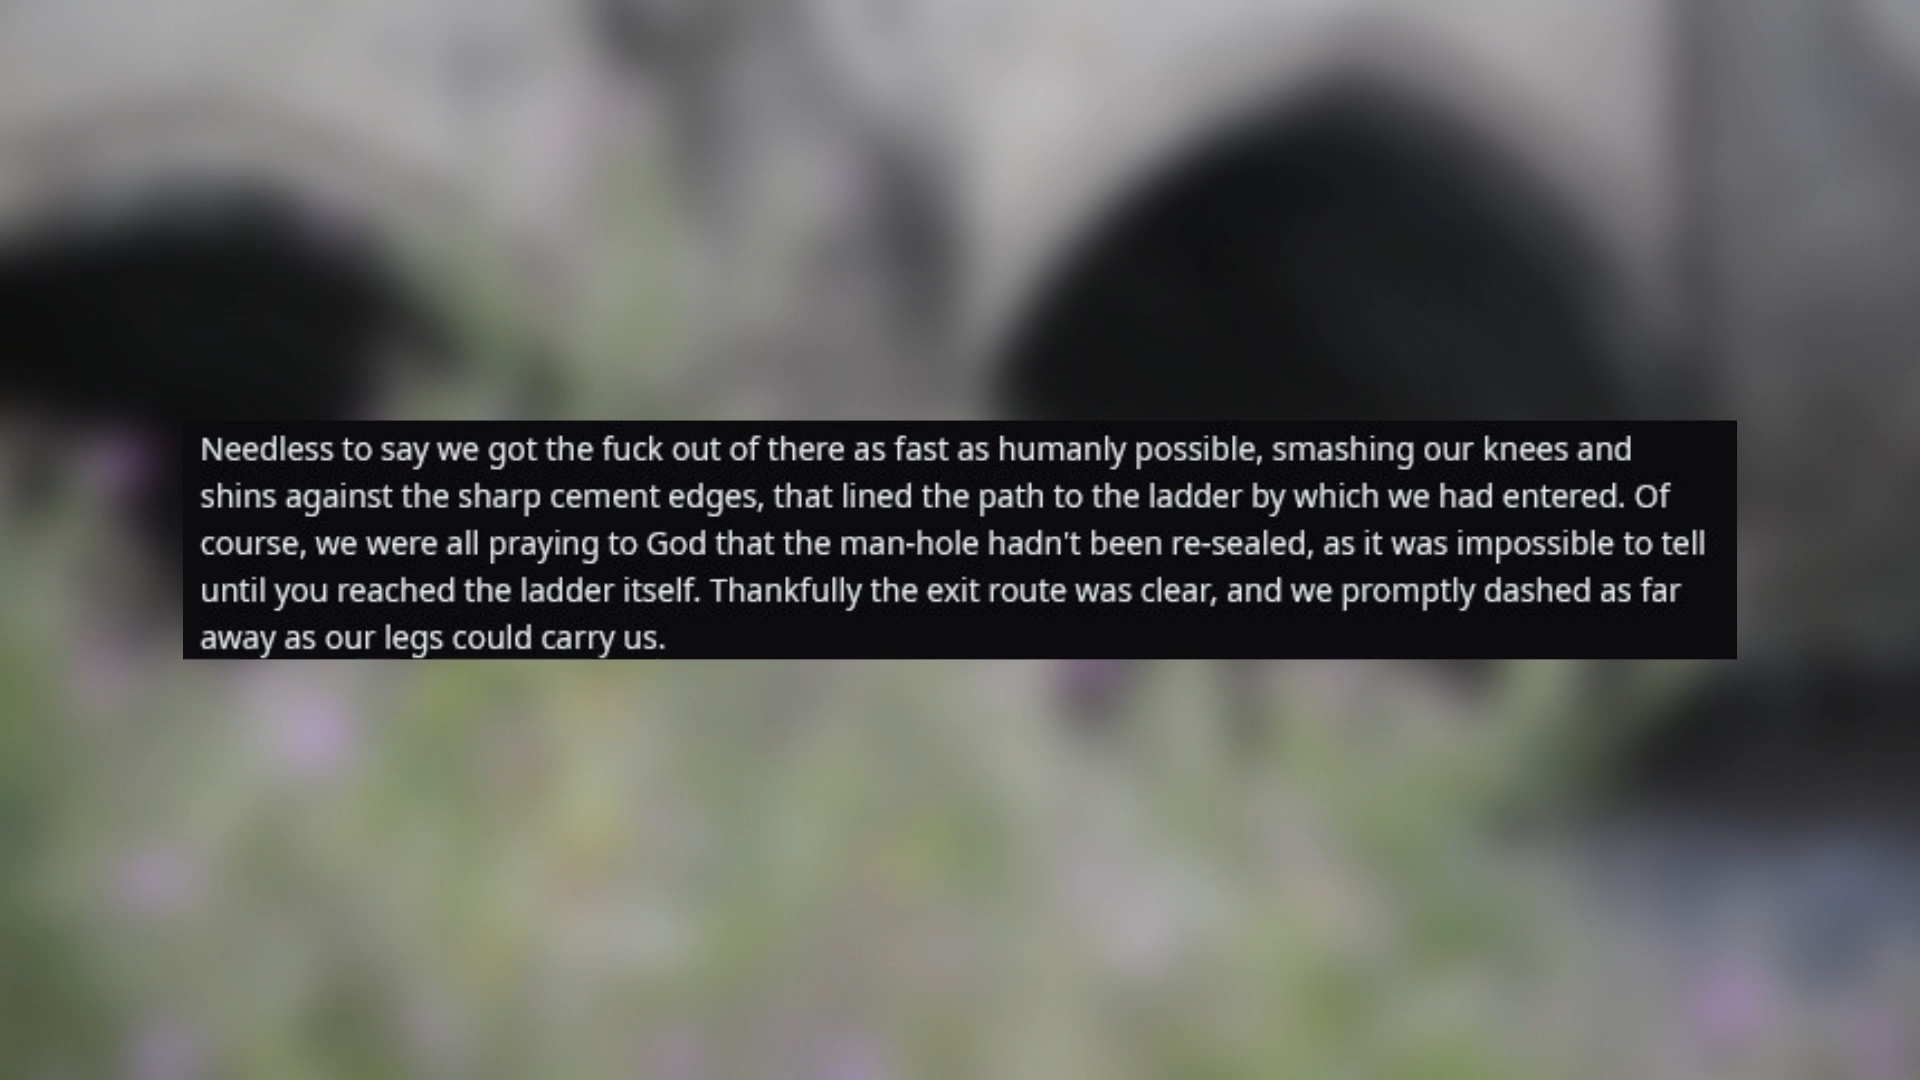 Needless to say we got the fuck out of there as fast as humanly possible, smashing our knees and
shins against the sharp cement edges, that lined the path to the ladder by which we had entered. Of
course, we were all praying to God that the man-hole hadn't been re-sealed, as it was impossible to tell
until you reached the ladder itself. Thankfully the exit route was clear, and we promptly dashed as far
away as our legs could carry us.